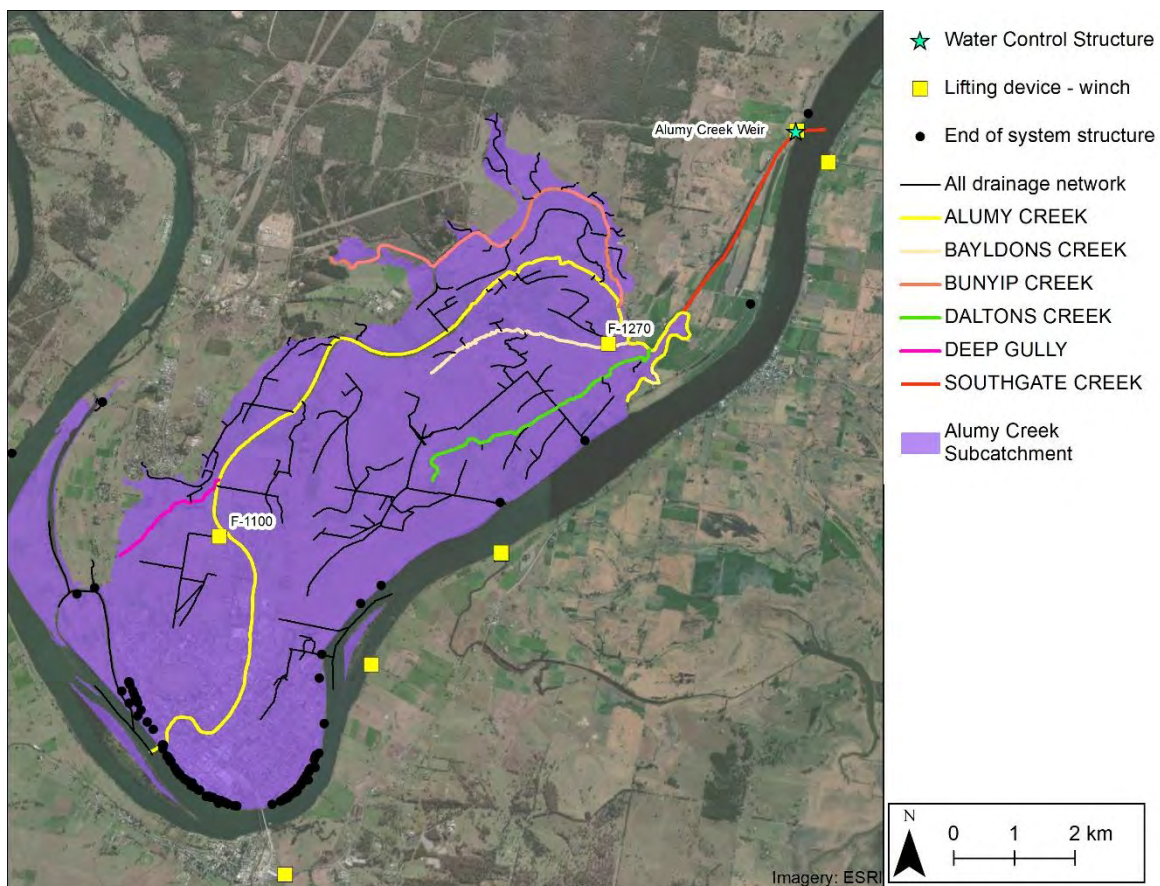 Alumy Creek Weir
F-1270
F-1100
Imagery: ESRI
Water Control Structure
Lifting device - winch
End of system structure
All drainage network
ALUMY CREEK
BAYLDONS CREEK
BUNYIP CREEK
DALTONS CREEK
DEEP GULLY
SOUTHGATE CREEK
Alumy Creek
Subcatchment
N
0 1 2 km